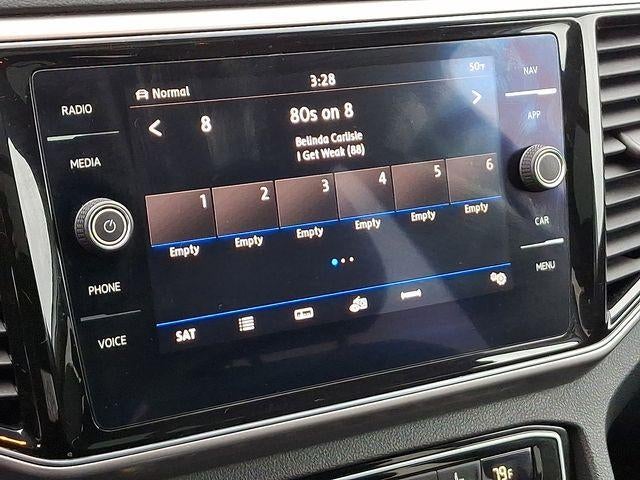 RADIO
MEDIA
PHONE
VOICE
Normal
3:28
50°F
8
80s on 8
Belinda Carlisle
I Get Weak (88)
1 2 3 4 5 6
Empty Empty Empty Empty Empty Empty
SAT
NAV
APP
CAR
MENU